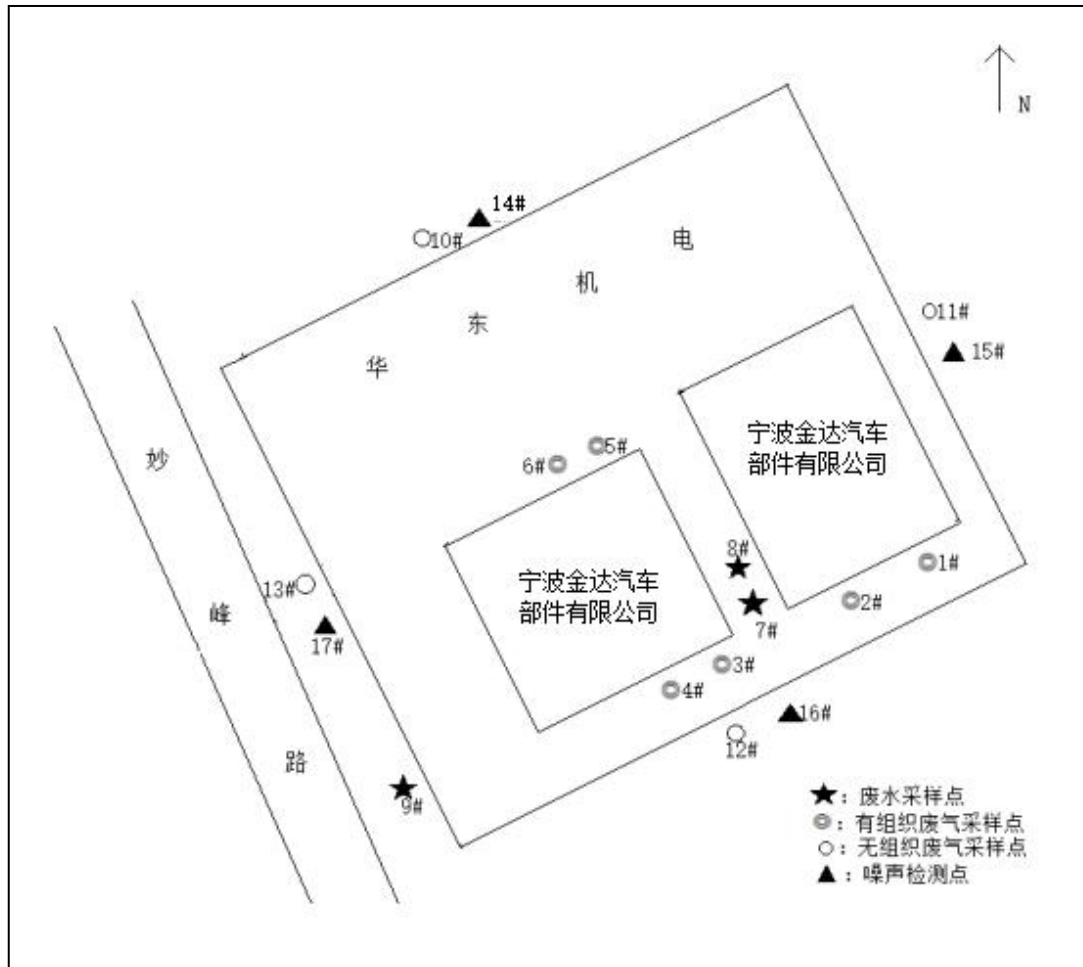 N
14#
10#
电
机
东
华
11#
15#
宁波金达汽车
部件有限公司
5#
6#
妙
峰
路
宁波金达汽车
部件有限公司
8#
7#
1#
2#
13#
17#
3#
4#
16#
12#
9#
★：废水采样点
◎：有组织废气采样点
○：无组织废气采样点
▲：噪声检测点